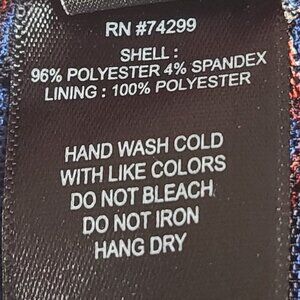 RN #74299
SHELL :
96% POLYESTER 4% SPANDEX
LINING : 100% POLYESTER
HAND WASH COLD
WITH LIKE COLORS
DO NOT BLEACH
DO NOT IRON
HANG DRY